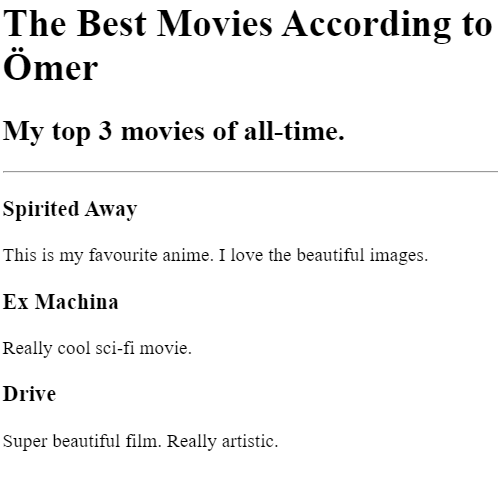 The Best Movies According to
Ömer
My top 3 movies of all-time.
Spirited Away
This is my favourite anime. I love the beautiful images.
Ex Machina
Really cool sci-fi movie.
Drive
Super beautiful film. Really artistic.